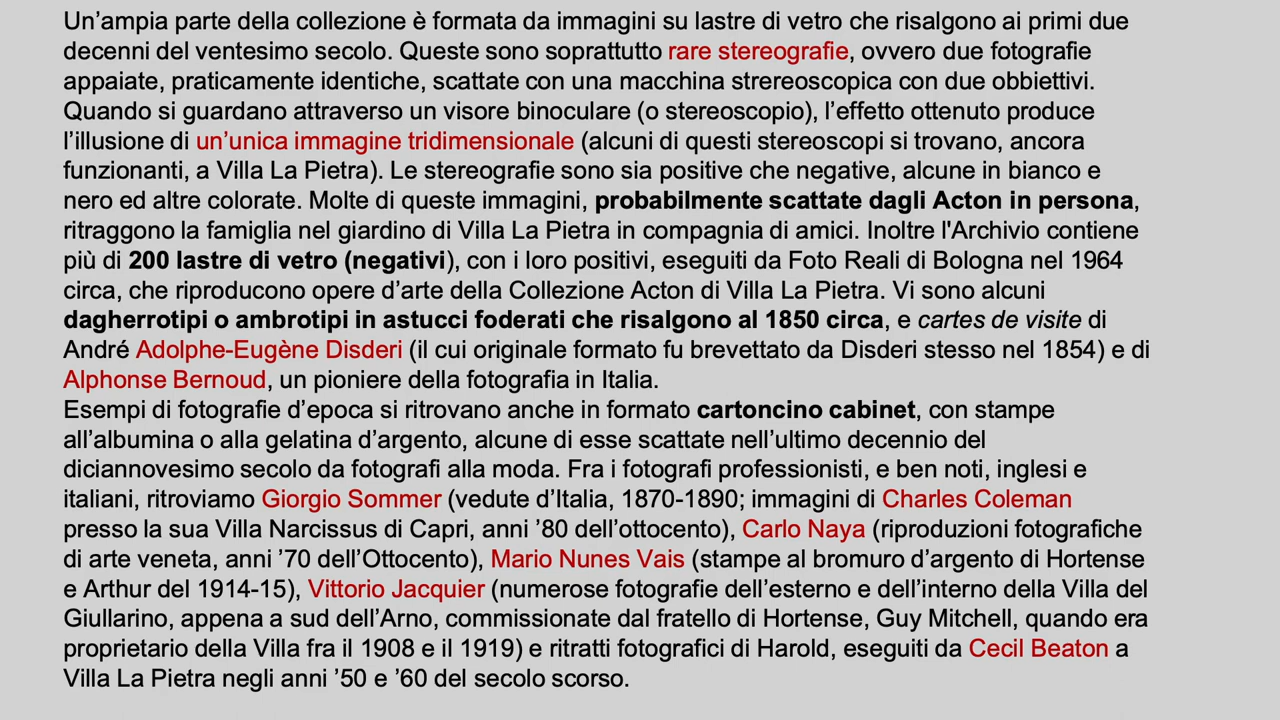 Un’ampia parte della collezione è formata da immagini su lastre di vetro che risalgono ai primi due
decenni del ventesimo secolo. Queste sono soprattutto rare stereografie, ovvero due fotografie
appaiate, praticamente identiche, scattate con una macchina strereoscopica con due obbiettivi.
Quando si guardano attraverso un visore binoculare (o stereoscopio), l’effetto ottenuto produce
l’illusione di un’unica immagine tridimensionale (alcuni di questi stereoscopi si trovano, ancora
funzionanti, a Villa La Pietra). Le stereografie sono sia positive che negative, alcune in bianco e
nero ed altre colorate. Molte di queste immagini, probabilmente scattate dagli Acton in persona,
ritraggono la famiglia nel giardino di Villa La Pietra in compagnia di amici. Inoltre l'Archivio contiene
più di 200 lastre di vetro (negativi), con i loro positivi, eseguiti da Foto Reali di Bologna nel 1964
circa, che riproducono opere d’arte della Collezione Acton di Villa La Pietra. Vi sono alcuni
dagherrotipi o ambrotipi in astucci foderati che risalgono al 1850 circa, e cartes de visite di
André Adolphe-Eugène Disderi (il cui originale formato fu brevettato da Disderi stesso nel 1854) e di
Alphonse Bernoud, un pioniere della fotografia in Italia.
Esempi di fotografie d’epoca si ritrovano anche in formato cartoncino cabinet, con stampe
all’albumina o alla gelatina d’argento, alcune di esse scattate nell’ultimo decennio del
diciannovesimo secolo da fotografi alla moda. Fra i fotografi professionisti, e ben noti, inglesi e
italiani, ritroviamo Giorgio Sommer (vedute d’Italia, 1870-1890; immagini di Charles Coleman
presso la sua Villa Narcissus di Capri, anni ’80 dell’ottocento), Carlo Naya (riproduzioni fotografiche
di arte veneta, anni ’70 dell’Ottocento), Mario Nunes Vais (stampe al bromuro d’argento di Hortense
e Arthur del 1914-15), Vittorio Jacquier (numerose fotografie dell’esterno e dell’interno della Villa del
Giullarino, appena a sud dell’Arno, commissionate dal fratello di Hortense, Guy Mitchell, quando era
proprietario della Villa fra il 1908 e il 1919) e ritratti fotografici di Harold, eseguiti da Cecil Beaton a
Villa La Pietra negli anni ’50 e ’60 del secolo scorso.